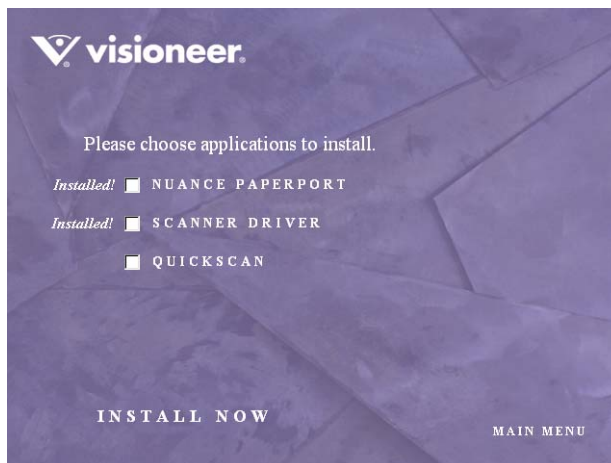 visioneer®
Please choose applications to install.
Installed! NUANCE PAPERPORT
Installed! SCANNER DRIVER
QUICKSCAN
INSTALL NOW
MAIN MENU